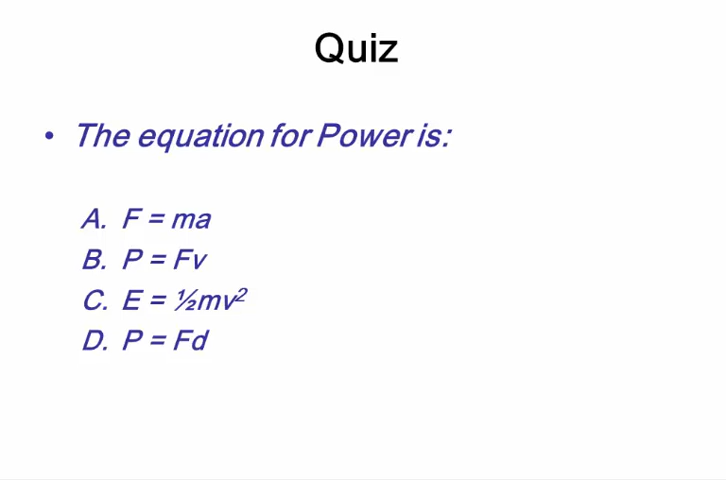 Quiz
• The equation for Power is:
A. F = ma
B. P = Fv
C. E = ½mv²
D. P = Fd